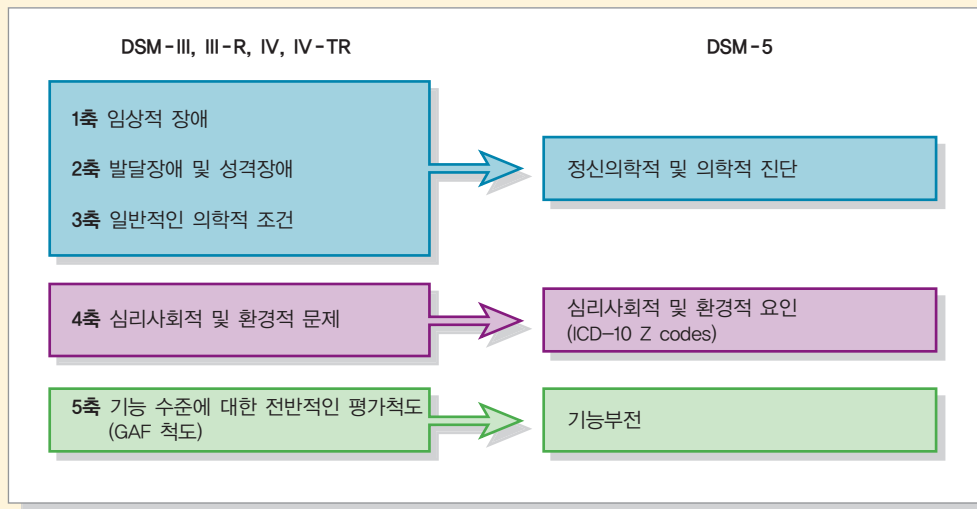 DSM-III, III-R, IV, IV-TR
DSM-5
1축 임상적 장애
2축 발달장애 및 성격장애
3축 일반적인 의학적 조건
정신의학적 및 의학적 진단
4축 심리사회적 및 환경적 문제
심리사회적 및 환경적 요인
(ICD-10 Z codes)
5축 기능 수준에 대한 전반적인 평가척도
(GAF 척도)
기능부전